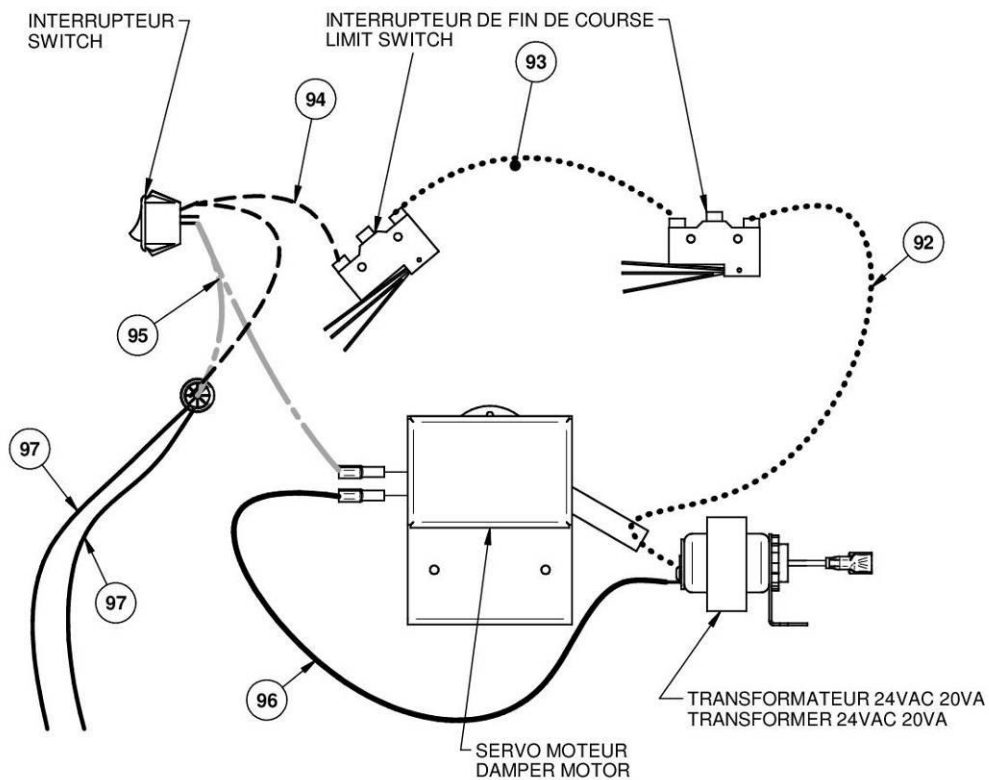 INTERRUPTEUR
SWITCH
INTERRUPTEUR DE FIN DE COURSE
LIMIT SWITCH
93
94
92
95
97
97
96
TRANSFORMATEUR 24VAC 20VA
TRANSFORMER 24VAC 20VA
SERVO MOTEUR
DAMPER MOTOR